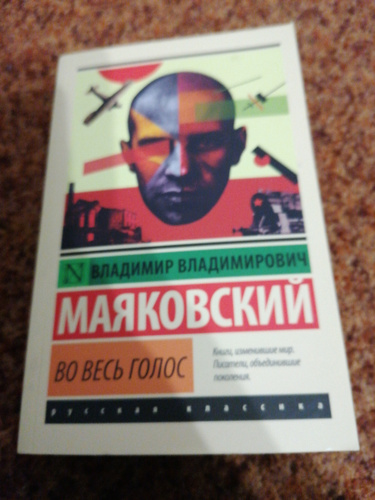 N ВЛАДИМИР ВЛАДИМИРОВИЧ
МАЯКОВСКИЙ
ВО ВЕСЬ ГОЛОС
Книги, изменившие мир.
Писатели, объединившие
поколения.
русская классика